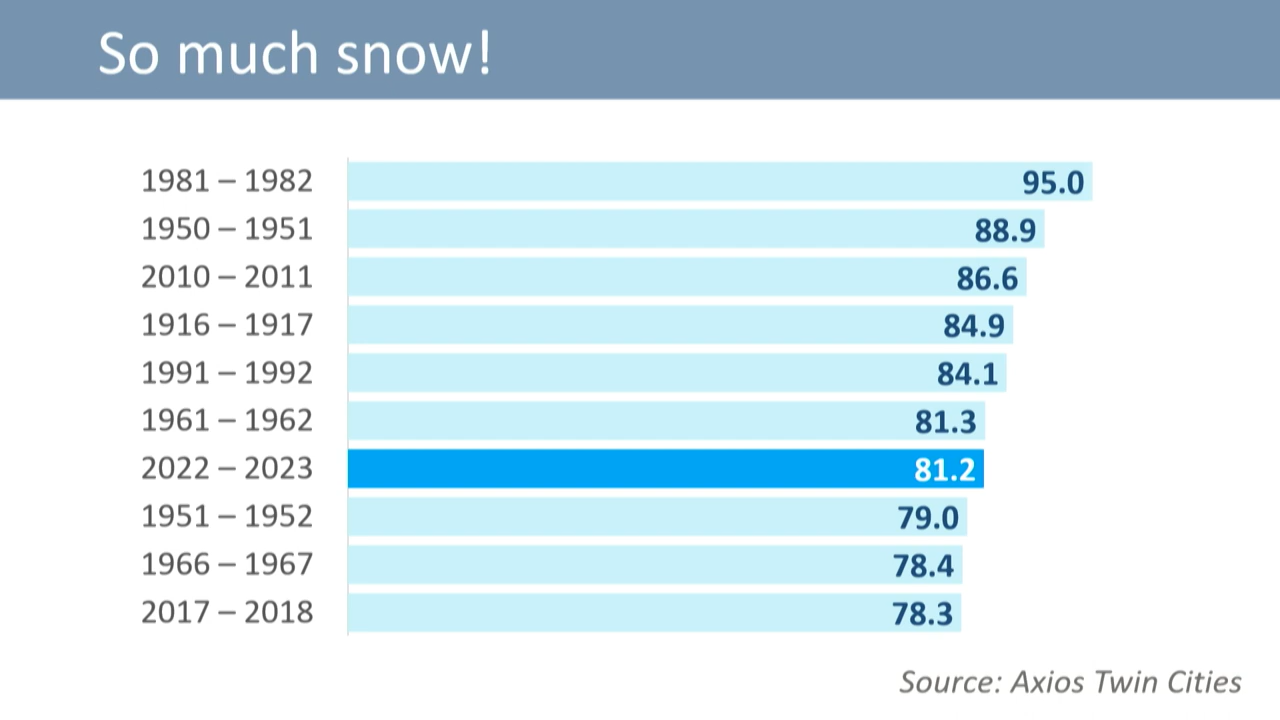 So much snow!
1981 – 1982 95.0
1950 – 1951 88.9
2010 – 2011 86.6
1916 – 1917 84.9
1991 – 1992 84.1
1961 – 1962 81.3
2022 – 2023 81.2
1951 – 1952 79.0
1966 – 1967 78.4
2017 – 2018 78.3
Source: Axios Twin Cities